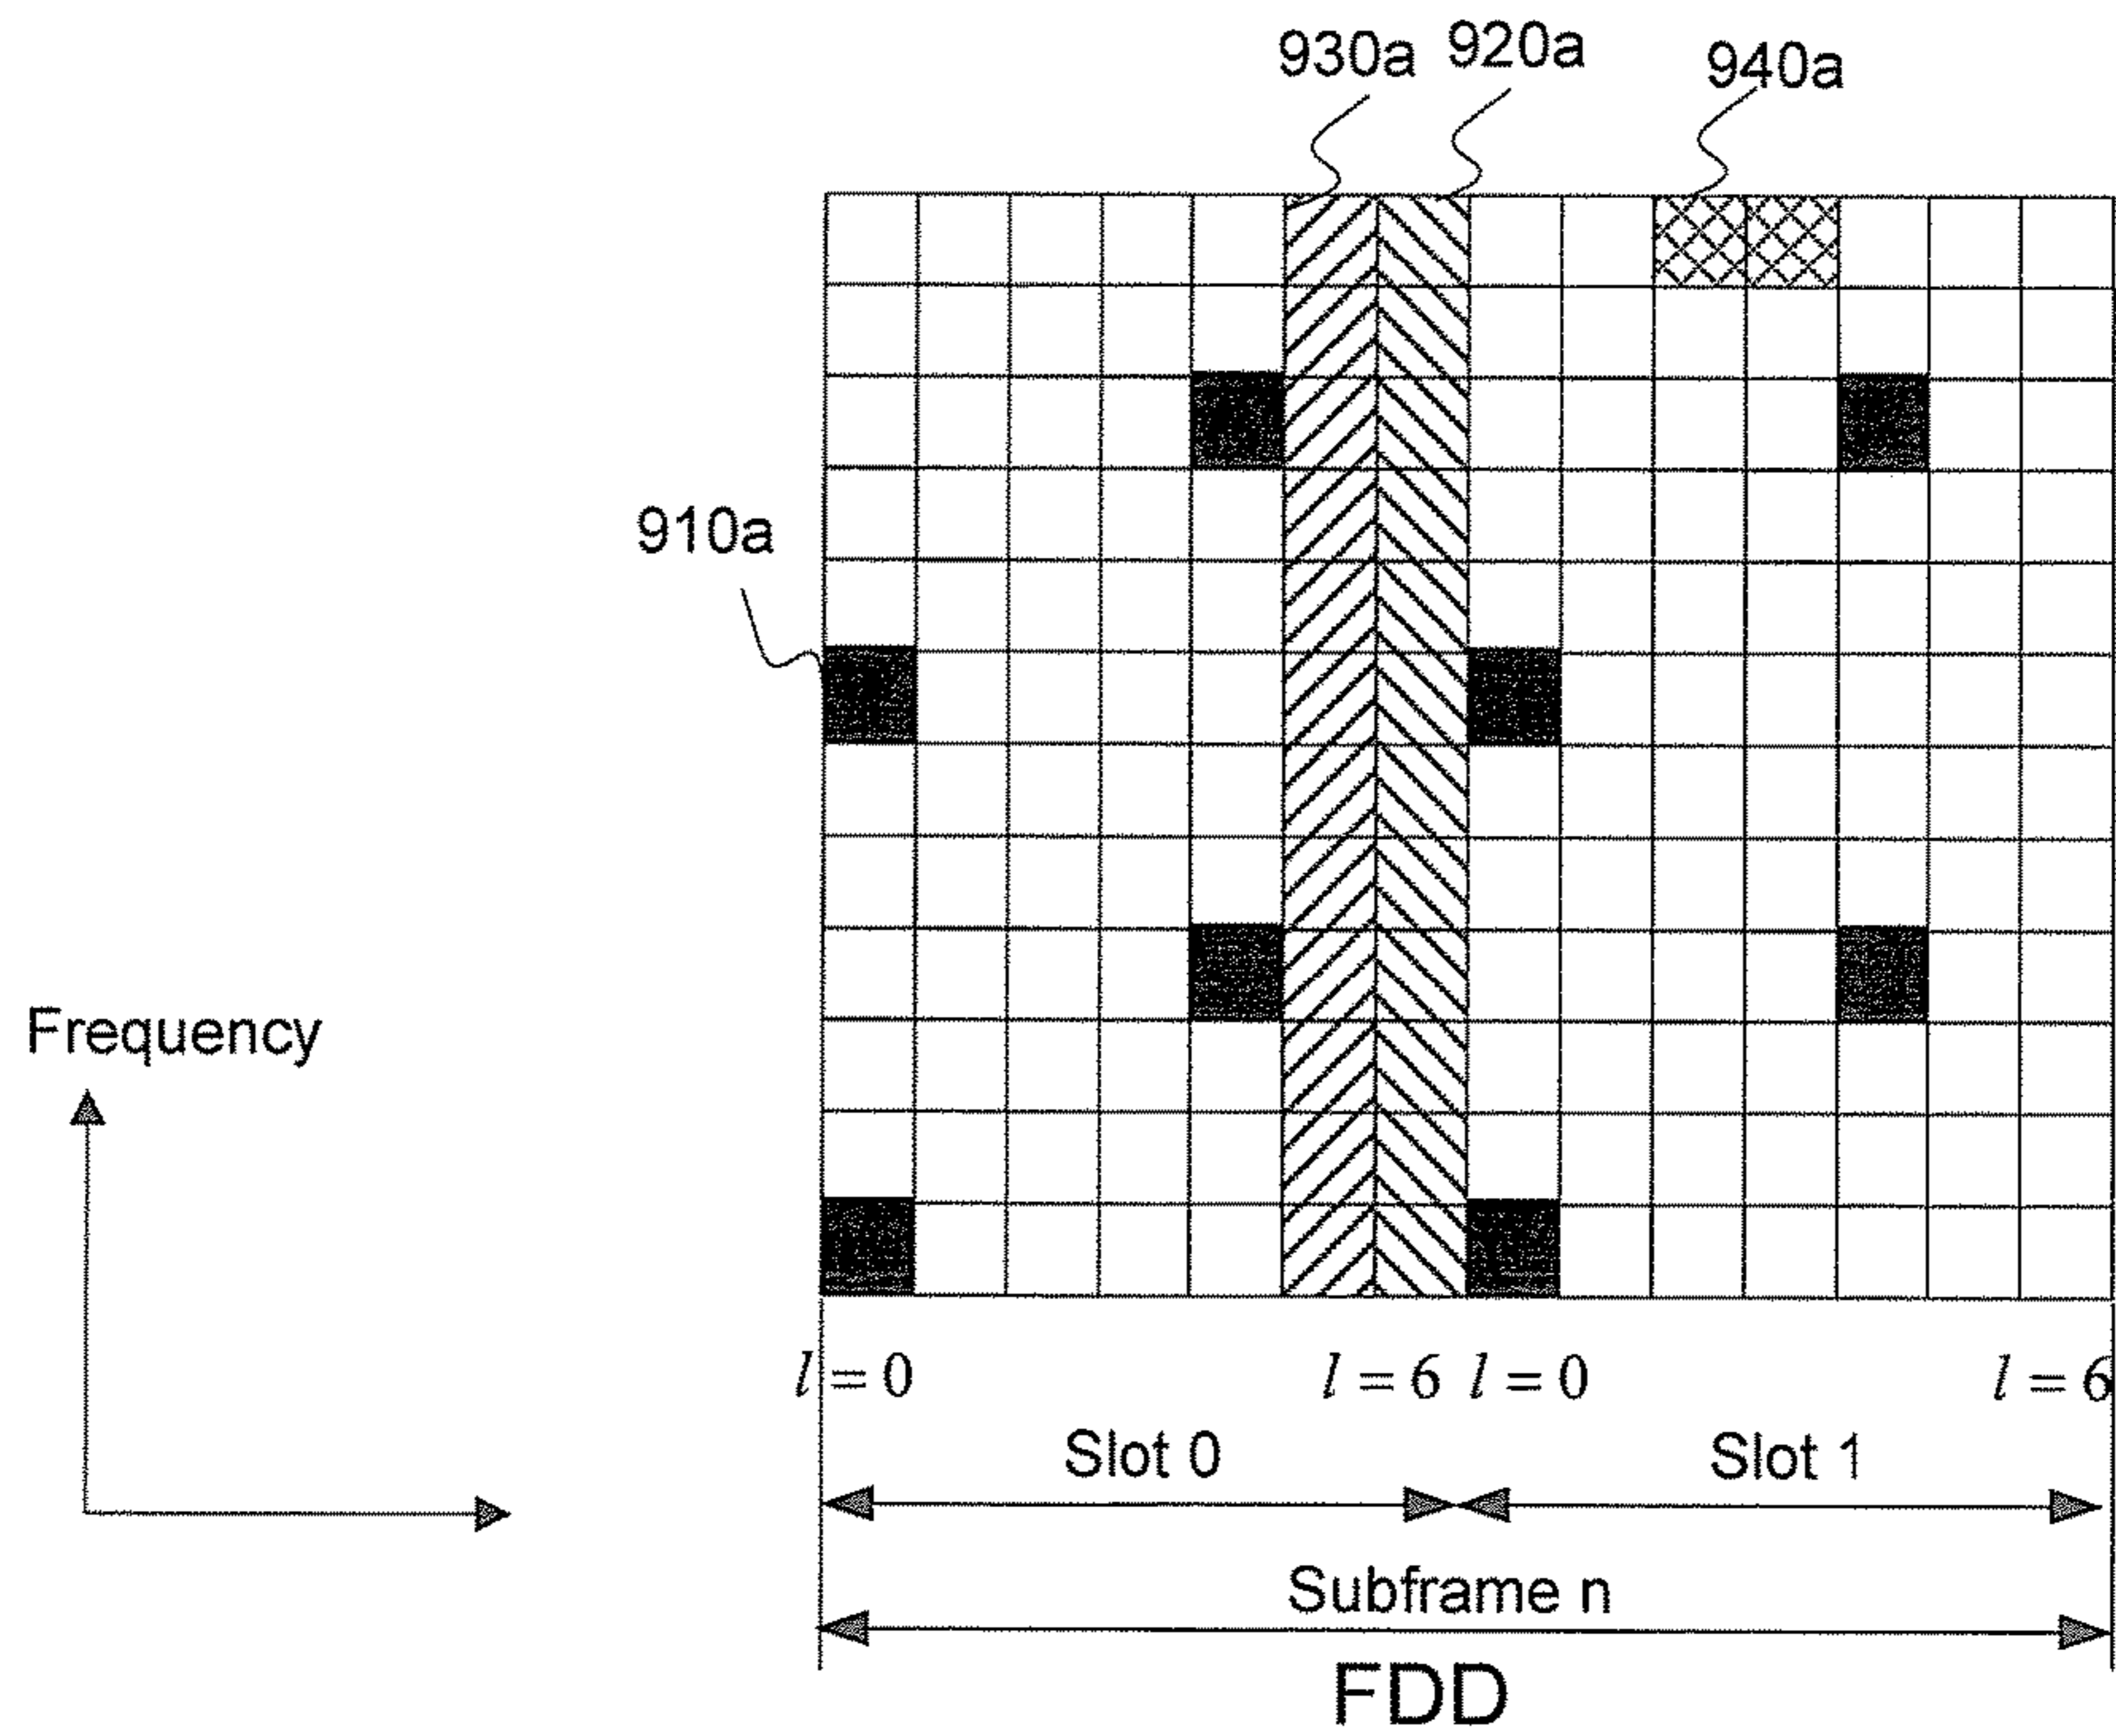 930a 920a 940a
910a
Frequency
l = 0 l = 6 l = 0 l = 6
Slot 0 Slot 1
Subframe n
FDD